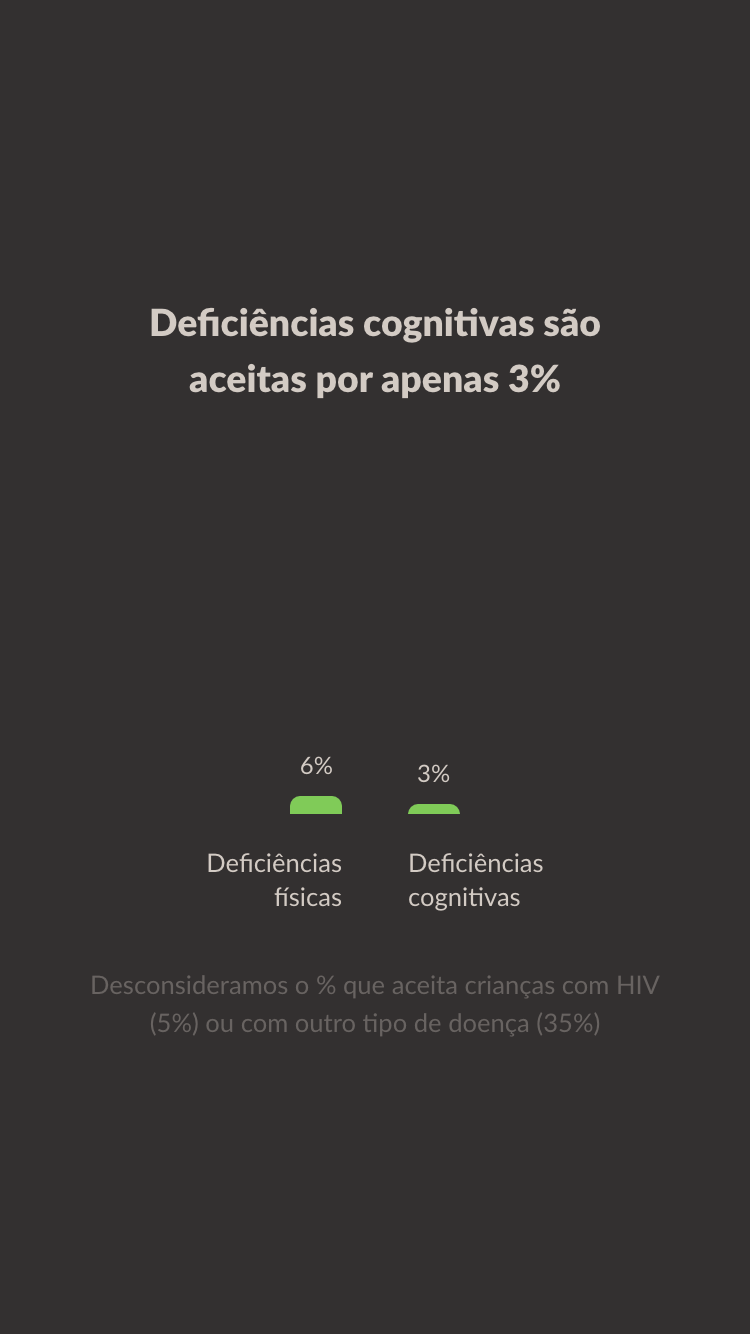 Deficiências cognitivas são
aceitas por apenas 3%
6%
3%
Deficiências
físicas
Deficiências
cognitivas
Desconsideramos o % que aceita crianças com HIV
(5%) ou com outro tipo de doença (35%)